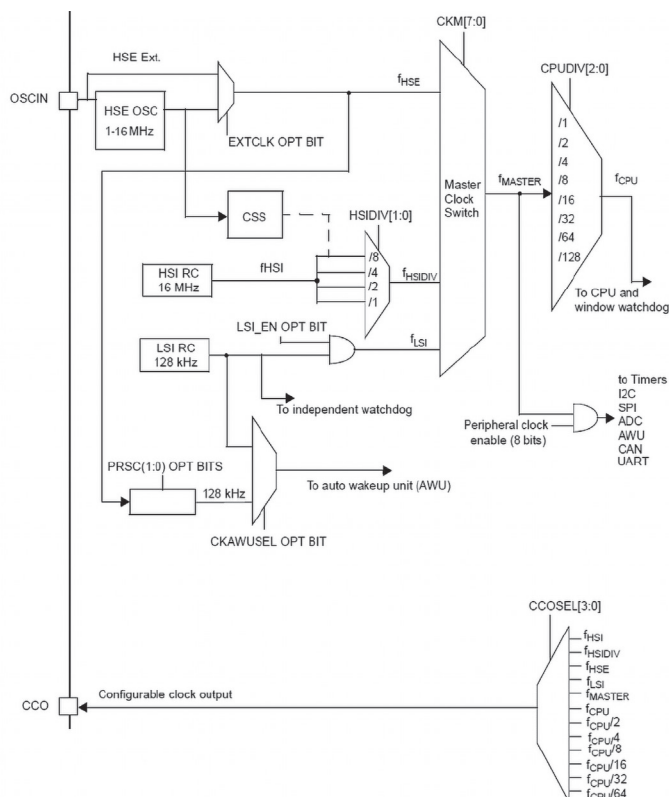 CKM[7:0]
HSE Ext.
CPUDIV[2:0]
OSCIN
HSE OSC
1-16 MHz
fHSE
EXTCLK OPT BIT
/1
/2
/4
/8
/16
/32
/64
/128
fMASTER
fCPU
Master
Clock
Switch
CSS
HSIDIV[1:0]
HSI RC
16 MHz
fHSI
/8
/4
/2
/1
fHSIDIV
To CPU and
window watchdog
LSI_EN OPT BIT
LSI RC
128 kHz
fLSI
To independent watchdog
Peripheral clock
enable (8 bits)
to Timers
I2C
SPI
ADC
AWU
CAN
UART
PRSC(1:0) OPT BITS
128 kHz
To auto wakeup unit (AWU)
CKAWUSEL OPT BIT
CCOSEL[3:0]
fHSI
fHSIDIV
fHSE
fLSI
fMASTER
fCPU
fCPU/2
fCPU/4
fCPU/8
fCPU/16
fCPU/32
fCPU/64
CCO
Configurable clock output